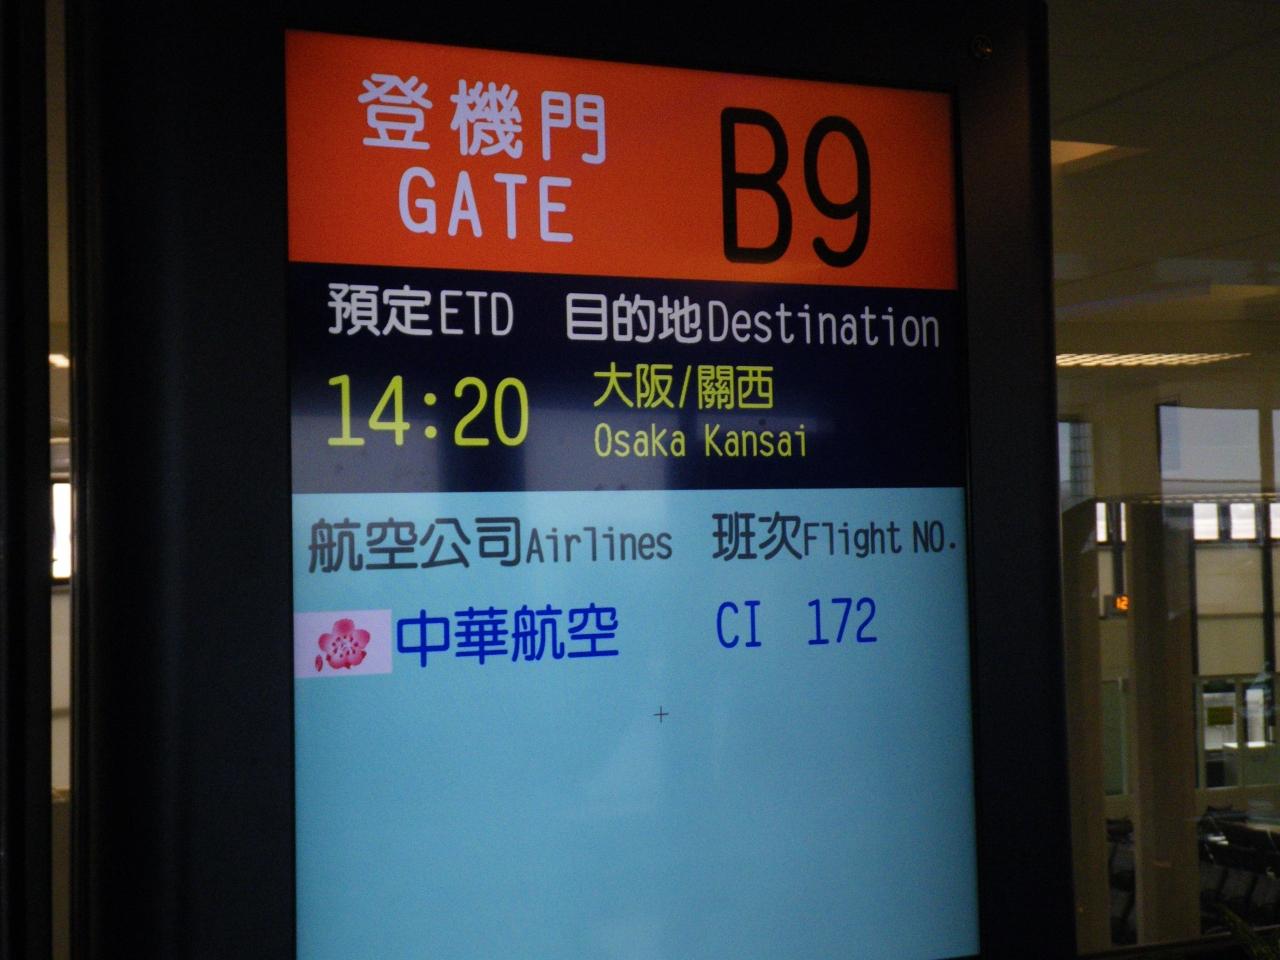 登機門
GATE
B9
預定ETD 目的地Destination
14:20
大阪/關西
Osaka Kansai
航空公司Airlines 班次Flight NO.
中華航空 CI 172
12